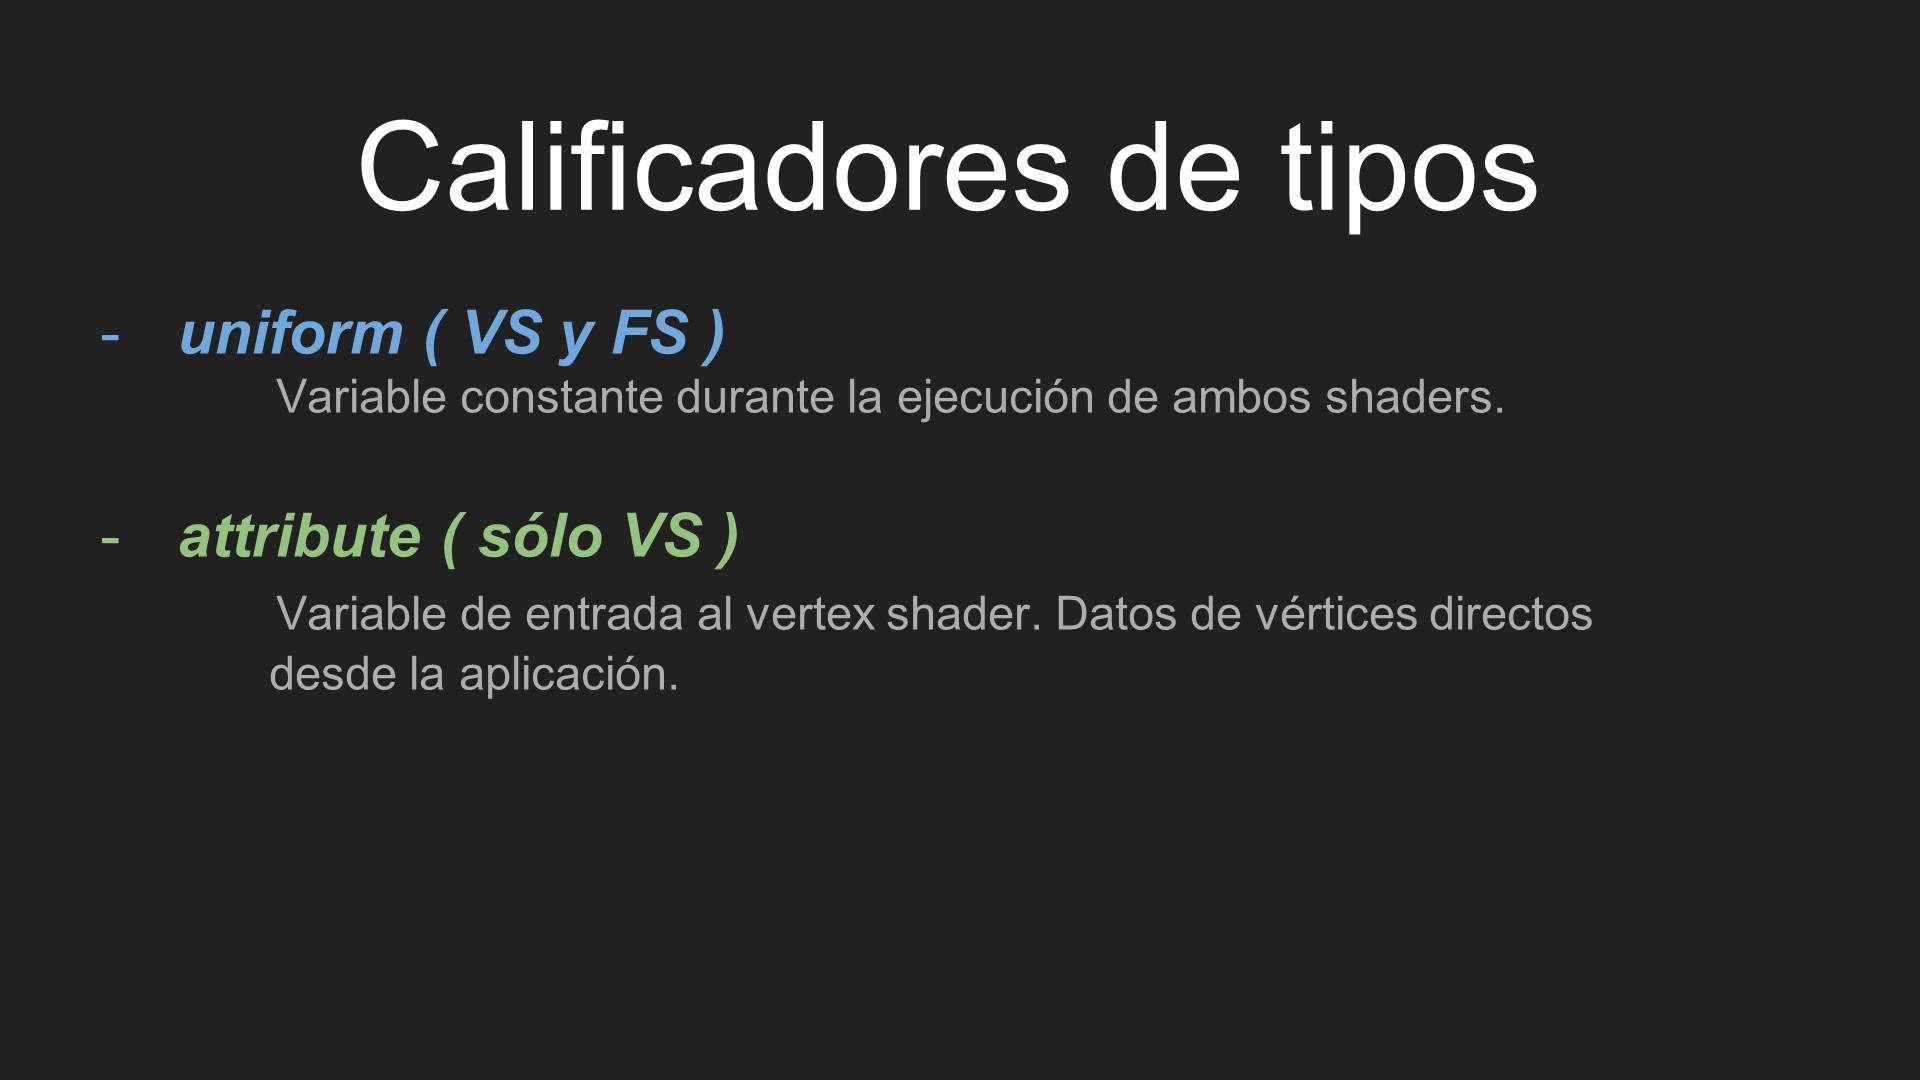 Calificadores de tipos
- uniform ( VS y FS )
Variable constante durante la ejecución de ambos shaders.
- attribute ( sólo VS )
Variable de entrada al vertex shader. Datos de vértices directos
desde la aplicación.